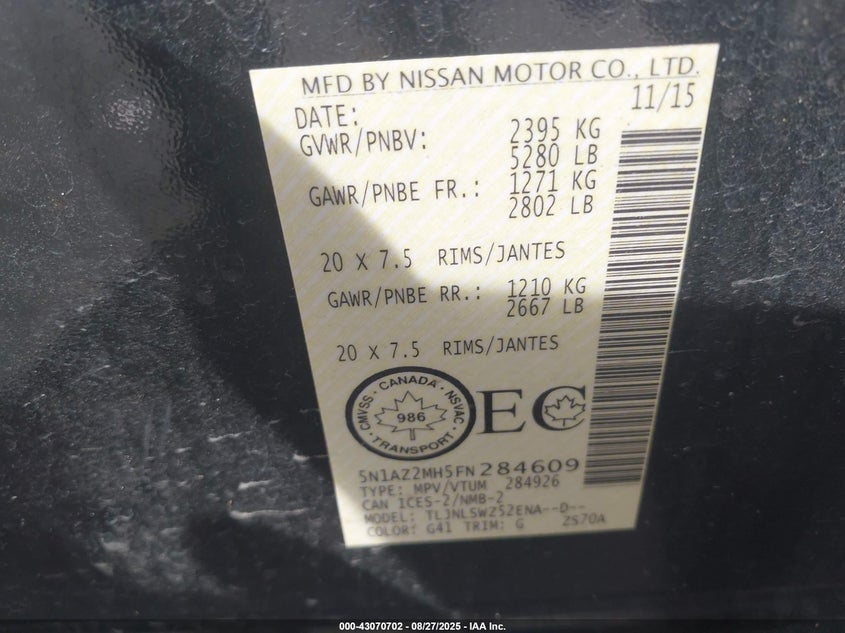 MFD BY NISSAN MOTOR CO., LTD.
DATE: 11/15
GVWR/PNBV: 2395 KG
5280 LB
GAWR/PNBE FR.: 1271 KG
2802 LB
20 X 7.5 RIMS/JANTES
GAWR/PNBE RR.: 1210 KG
2667 LB
20 X 7.5 RIMS/JANTES
CANADA
CMVSS NSVAC
986
TRANSPORT
EC
5N1AZ2MH5FN284609
TYPE: MPV/VTUM 284926
CAN ICES-2/NMB-2
MODEL: TLJNLSWZ52ENA--D--
COLOR: G41 TRIM: G 2S70A
000-43070702 - 08/27/2025 - IAA Inc.